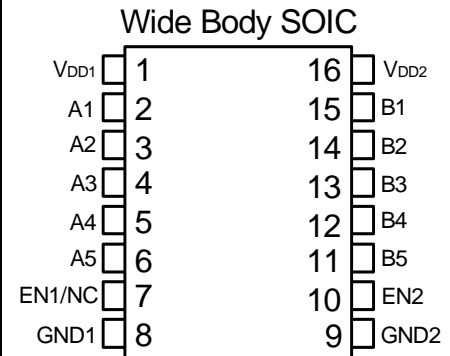 Wide Body SOIC
VDD1 1 16 VDD2
A1 2 15 B1
A2 3 14 B2
A3 4 13 B3
A4 5 12 B4
A5 6 11 B5
EN1/NC 7 10 EN2
GND1 8 9 GND2